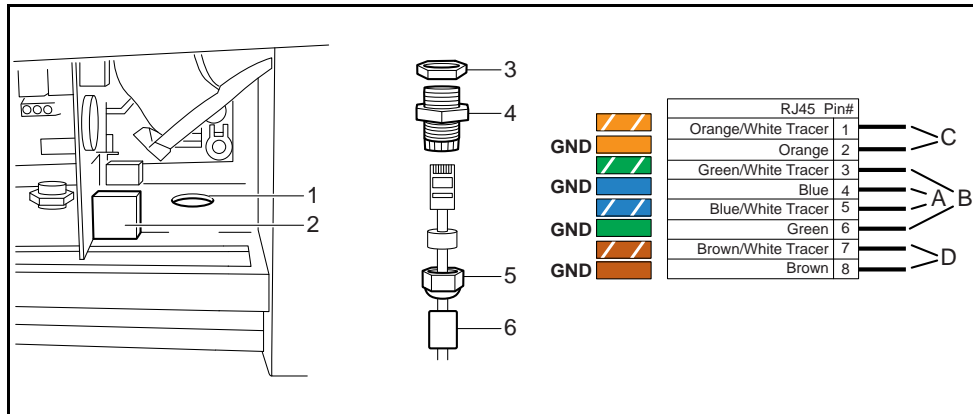 1
2
3
4
5
6
RJ45 Pin#
Orange/White Tracer 1
GND Orange 2
Green/White Tracer 3
GND Blue 4
Blue/White Tracer 5
GND Green 6
Brown/White Tracer 7
GND Brown 8
C
A
B
D